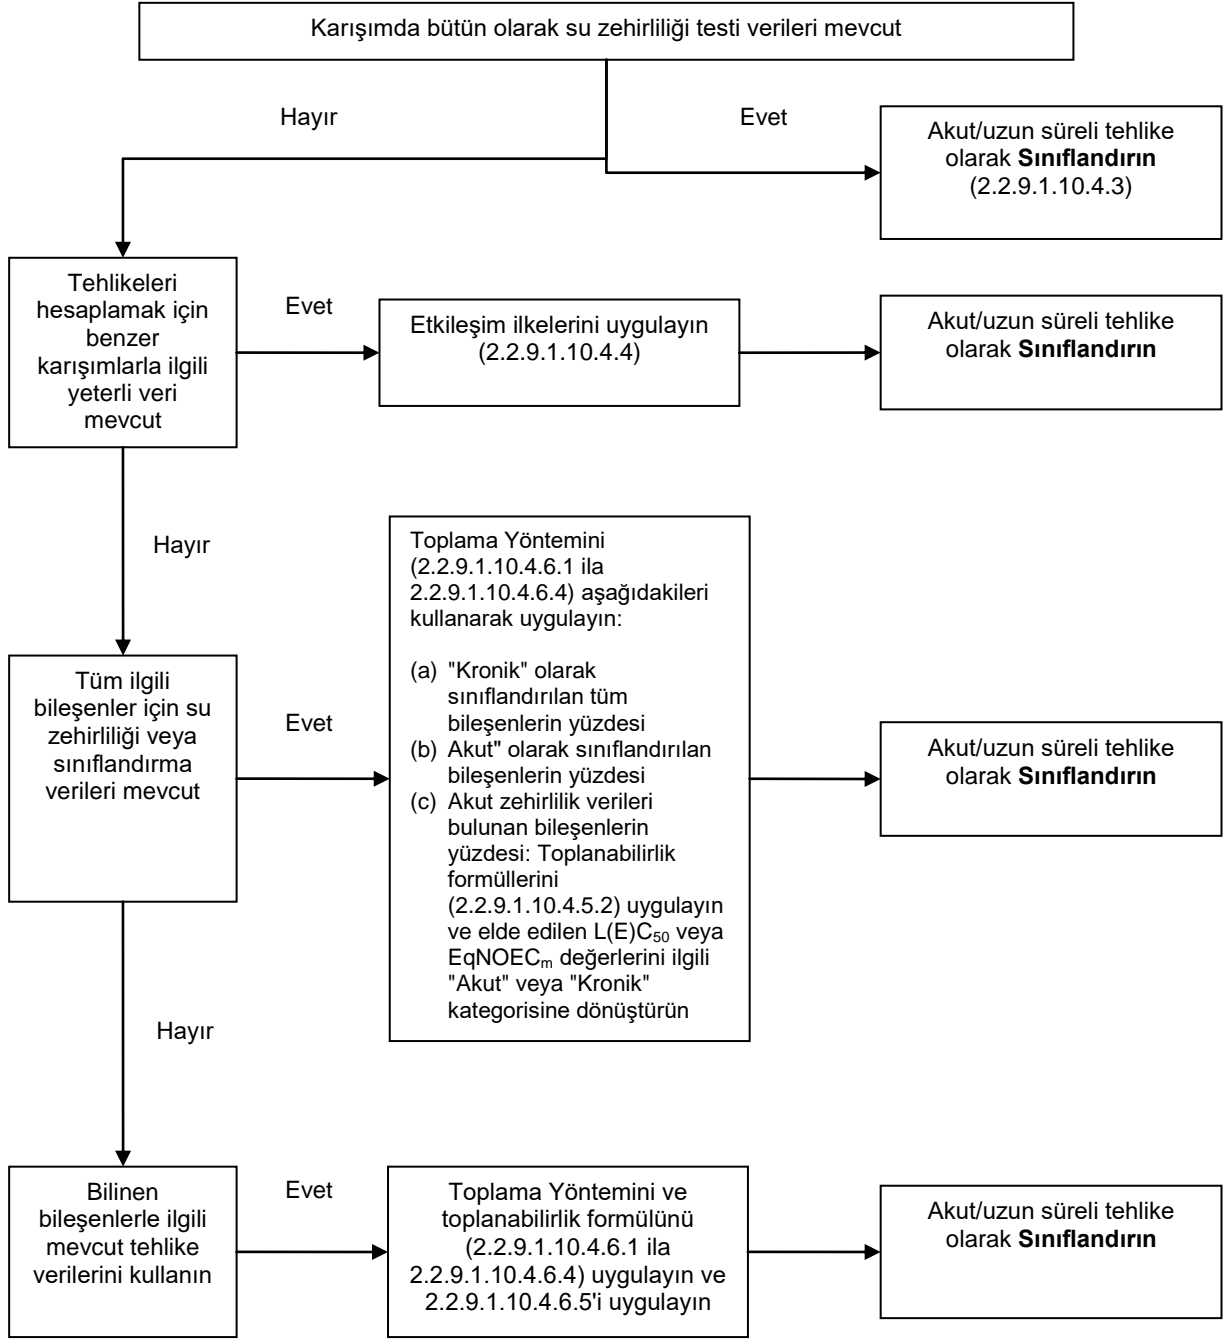 Karışımda bütün olarak su zehirliliği testi verileri mevcut
Hayır
Evet
Akut/uzun süreli tehlike
olarak Sınıflandırın
(2.2.9.1.10.4.3)
Tehlikeleri
hesaplamak için
benzer
karışımlarla ilgili
yeterli veri
mevcut
Evet
Etkileşim ilkelerini uygulayın
(2.2.9.1.10.4.4)
Akut/uzun süreli tehlike
olarak Sınıflandırın
Hayır
Tüm ilgili
bileşenler için su
zehirliliği veya
sınıflandırma
verileri mevcut
Evet
Toplama Yöntemini
(2.2.9.1.10.4.6.1 ila
2.2.9.1.10.4.6.4) aşağıdakileri
kullanarak uygulayın:
(a) "Kronik" olarak
sınıflandırılan tüm
bileşenlerin yüzdesi
(b) Akut" olarak sınıflandırılan
bileşenlerin yüzdesi
(c) Akut zehirlilik verileri
bulunan bileşenlerin
yüzdesi: Toplanabilirlik
formüllerini
(2.2.9.1.10.4.5.2) uygulayın
ve elde edilen L(E)C₅₀ veya
EqNOECₘ değerlerini ilgili
"Akut" veya "Kronik"
kategorisine dönüştürün
Akut/uzun süreli tehlike
olarak Sınıflandırın
Hayır
Bilinen
bileşenlerle ilgili
mevcut tehlike
verilerini kullanın
Evet
Toplama Yöntemini ve
toplanabilirlik formülünü
(2.2.9.1.10.4.6.1 ila
2.2.9.1.10.4.6.4) uygulayın ve
2.2.9.1.10.4.6.5'i uygulayın
Akut/uzun süreli tehlike
olarak Sınıflandırın